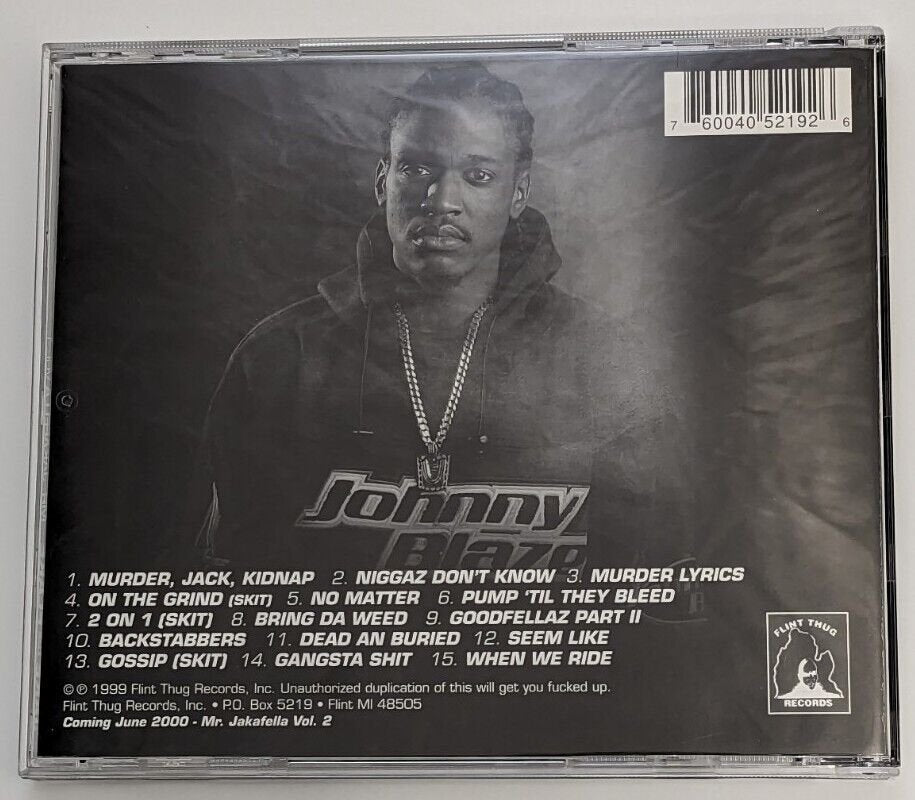 7 60040 52192 6
Johnny
Blaze
1. MURDER, JACK, KIDNAP 2. NIGGAZ DON'T KNOW 3. MURDER LYRICS
4. ON THE GRIND (SKIT) 5. NO MATTER 6. PUMP 'TIL THEY BLEED
7. 2 ON 1 (SKIT) 8. BRING DA WEED 9. GOODFELLAZ PART II
10. BACKSTABBERS 11. DEAD AN BURIED 12. SEEM LIKE
13. GOSSIP (SKIT) 14. GANGSTA SHIT 15. WHEN WE RIDE
FLINT THUG
RECORDS
©℗ 1999 Flint Thug Records, Inc. Unauthorized duplication of this will get you fucked up.
Flint Thug Records, Inc. • P.O. Box 5219 • Flint MI 48505
Coming June 2000 - Mr. Jakafella Vol. 2